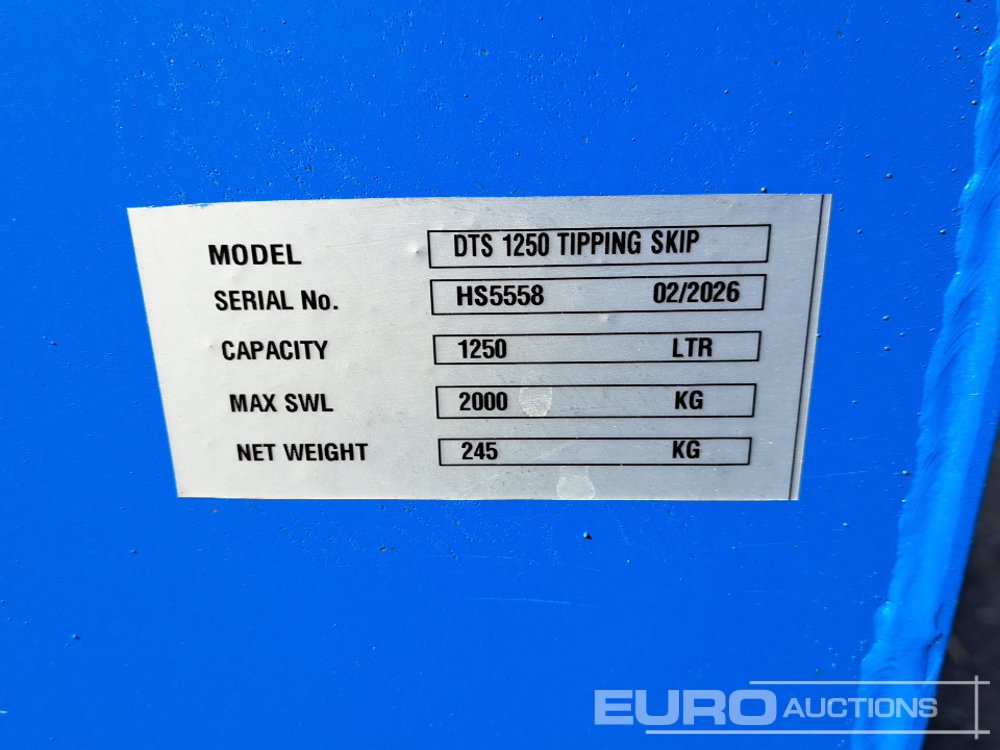 MODEL DTS 1250 TIPPING SKIP
SERIAL No. HS5558 02/2026
CAPACITY 1250 LTR
MAX SWL 2000 KG
NET WEIGHT 245 KG
EURO AUCTIONS